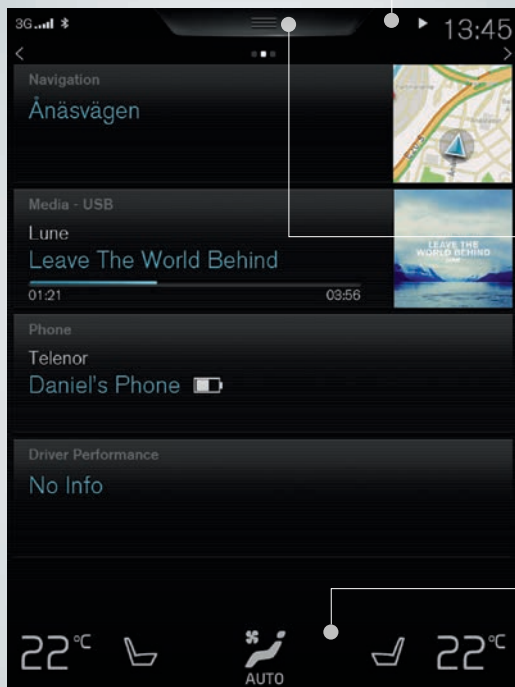 3G
13:45
Navigation
Ånäsvägen
Media - USB
Lune
Leave The World Behind
01:21
03:56
LEAVE THE
WORLD BEHIND
Phone
Telenor
Daniel's Phone
Driver Performance
No Info
22°C
AUTO
22°C